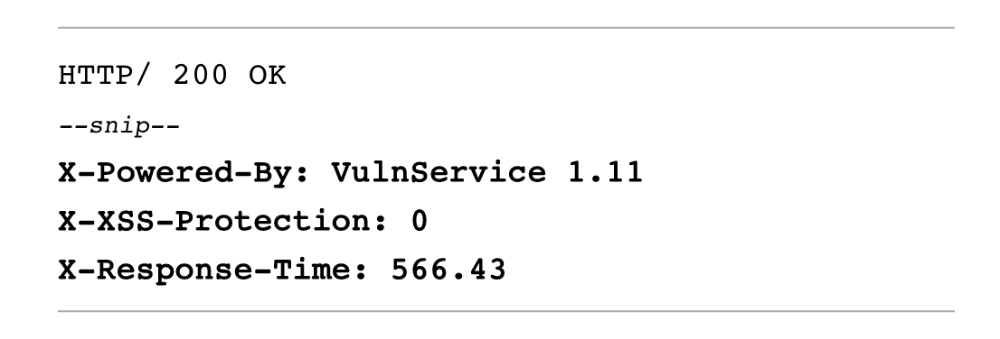 HTTP/ 200 OK
--snip--
X-Powered-By: VulnService 1.11
X-XSS-Protection: 0
X-Response-Time: 566.43